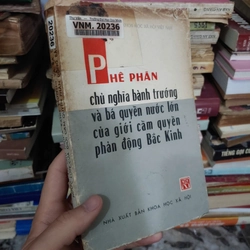 VNM. 20236
20236
PHÊ PHÁN
chủ nghĩa bành trướng
và bá quyền nước lớn
của giới cầm quyền
phản động Bắc Kinh
NHÀ XUẤT BẢN KHOA HỌC XÃ HỘI